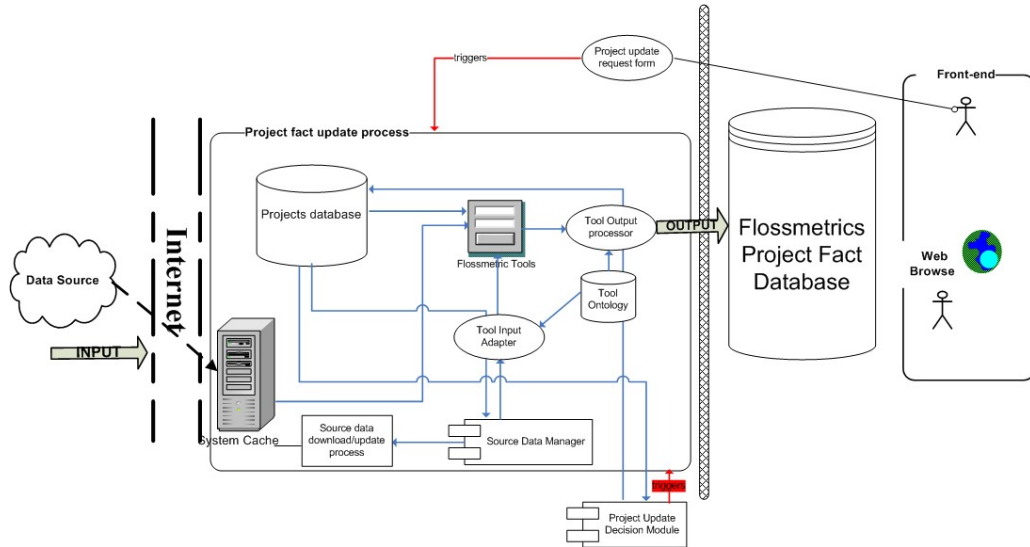 triggers
Project update
request form
Front-end
Project fact update process
Projects database
Flossmetric Tools
Tool Output
processor
OUTPUT
Flossmetrics
Project Fact
Database
Internet
Data Source
Tool
Ontology
Web
Browse
INPUT
Tool Input
Adapter
System Cache
Source data
download/update
process
Source Data Manager
triggers
Project Update
Decision Module